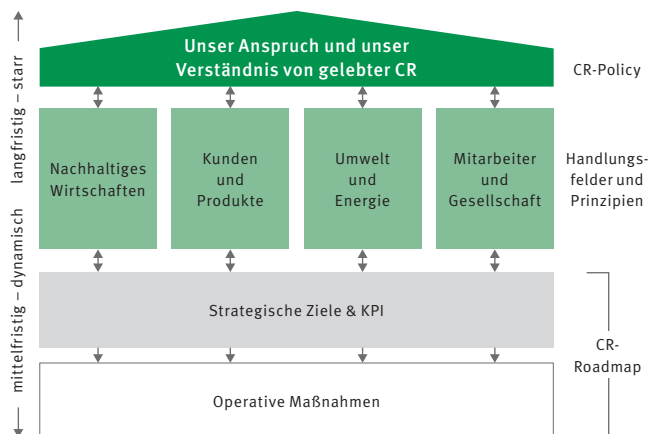 Unser Anspruch und unser
Verständnis von gelebter CR
CR-Policy
Nachhaltiges
Wirtschaften
Kunden
und
Produkte
Umwelt
und
Energie
Mitarbeiter
und
Gesellschaft
Handlungs-
felder und
Prinzipien
Strategische Ziele & KPI
Operative Maßnahmen
CR-
Roadmap
langfristig – starr
mittelfristig – dynamisch